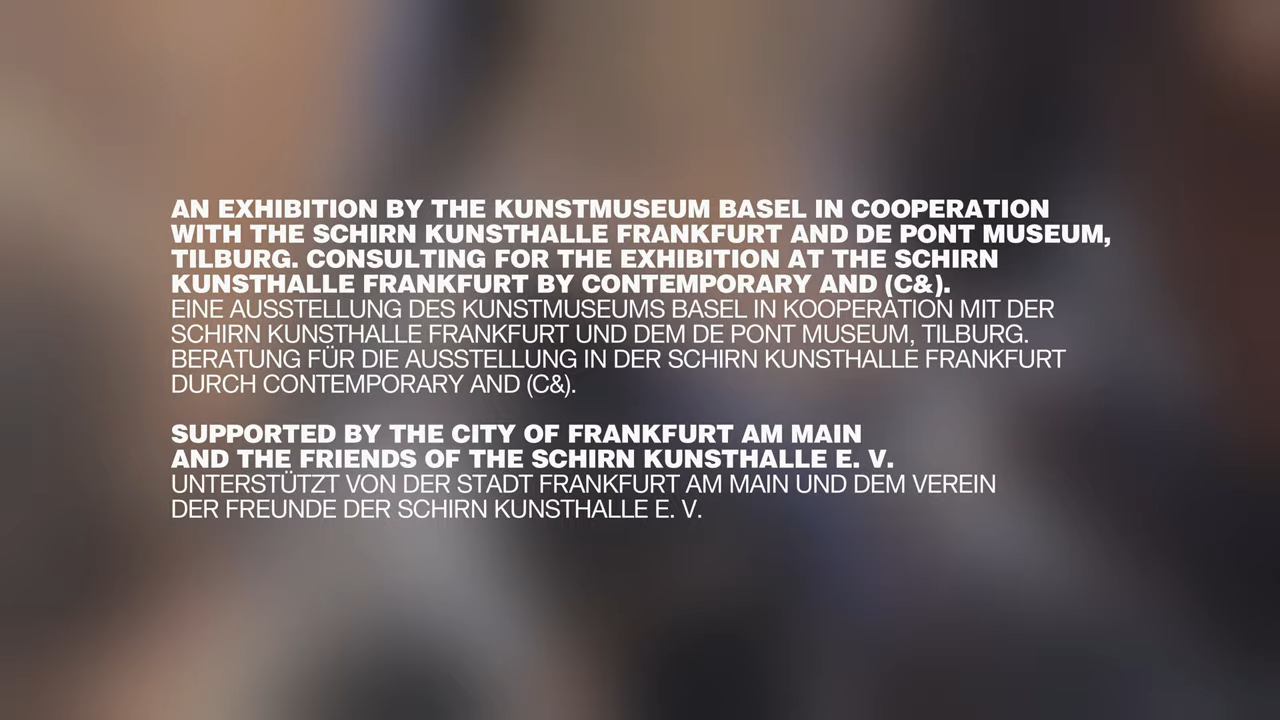 AN EXHIBITION BY THE KUNSTMUSEUM BASEL IN COOPERATION
WITH THE SCHIRN KUNSTHALLE FRANKFURT AND DE PONT MUSEUM,
TILBURG. CONSULTING FOR THE EXHIBITION AT THE SCHIRN
KUNSTHALLE FRANKFURT BY CONTEMPORARY AND (C&).
EINE AUSSTELLUNG DES KUNSTMUSEUMS BASEL IN KOOPERATION MIT DER
SCHIRN KUNSTHALLE FRANKFURT UND DEM DE PONT MUSEUM, TILBURG.
BERATUNG FÜR DIE AUSSTELLUNG IN DER SCHIRN KUNSTHALLE FRANKFURT
DURCH CONTEMPORARY AND (C&).
SUPPORTED BY THE CITY OF FRANKFURT AM MAIN
AND THE FRIENDS OF THE SCHIRN KUNSTHALLE E. V.
UNTERSTÜTZT VON DER STADT FRANKFURT AM MAIN UND DEM VEREIN
DER FREUNDE DER SCHIRN KUNSTHALLE E. V.